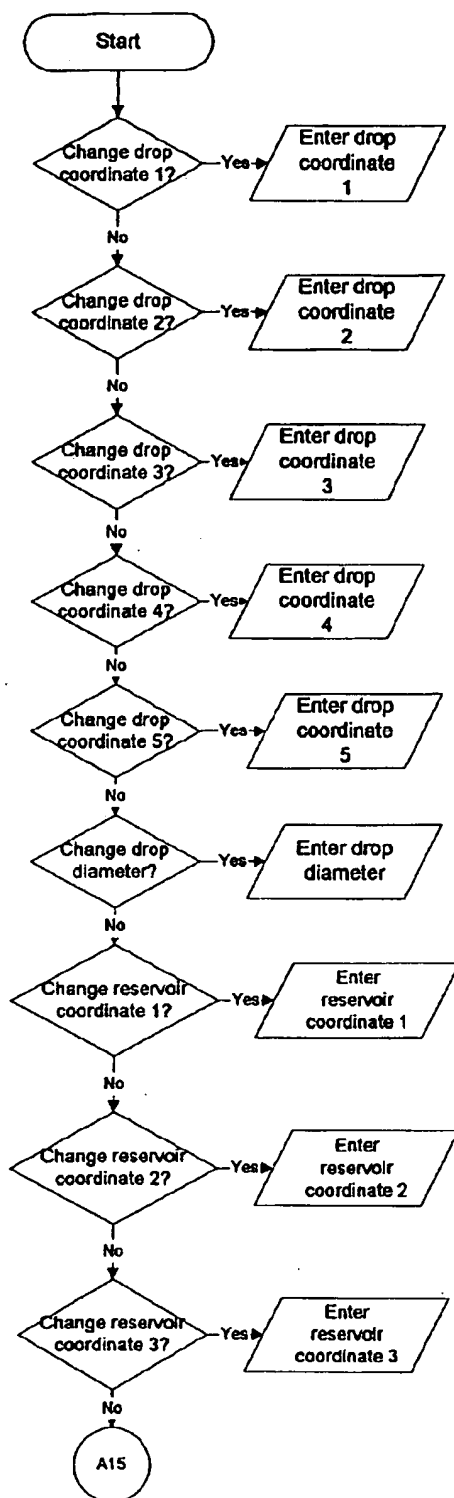 Start
Change drop
coordinate 1?
Yes
Enter drop
coordinate
1
No
Change drop
coordinate 2?
Yes
Enter drop
coordinate
2
No
Change drop
coordinate 3?
Yes
Enter drop
coordinate
3
No
Change drop
coordinate 4?
Yes
Enter drop
coordinate
4
No
Change drop
coordinate 5?
Yes
Enter drop
coordinate
5
No
Change drop
diameter?
Yes
Enter drop
diameter
No
Change reservoir
coordinate 1?
Yes
Enter
reservoir
coordinate 1
No
Change reservoir
coordinate 2?
Yes
Enter
reservoir
coordinate 2
No
Change reservoir
coordinate 3?
Yes
Enter
reservoir
coordinate 3
No
A15